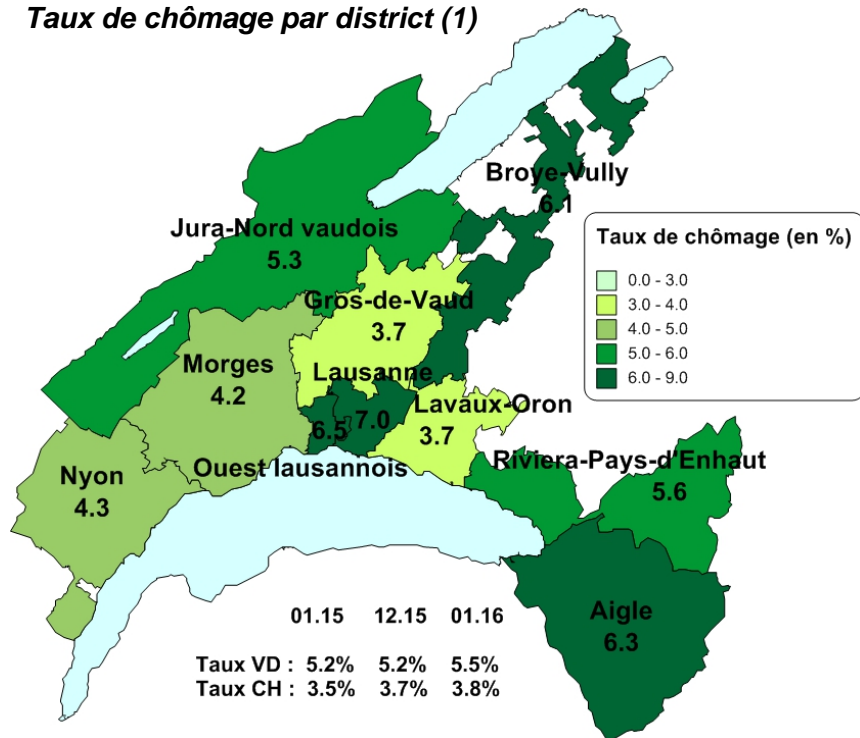 Taux de chômage par district (1)
Broye-Vully
6.1
Jura-Nord vaudois
5.3
Taux de chômage (en %)
0.0 - 3.0
3.0 - 4.0
4.0 - 5.0
5.0 - 6.0
6.0 - 9.0
Gros-de-Vaud
3.7
Morges
4.2
Lausanne
7.0
6.5
Ouest lausannois
Lavaux-Oron
3.7
Nyon
4.3
Riviera-Pays-d'Enhaut
5.6
Aigle
6.3
01.15 12.15 01.16
Taux VD : 5.2% 5.2% 5.5%
Taux CH : 3.5% 3.7% 3.8%